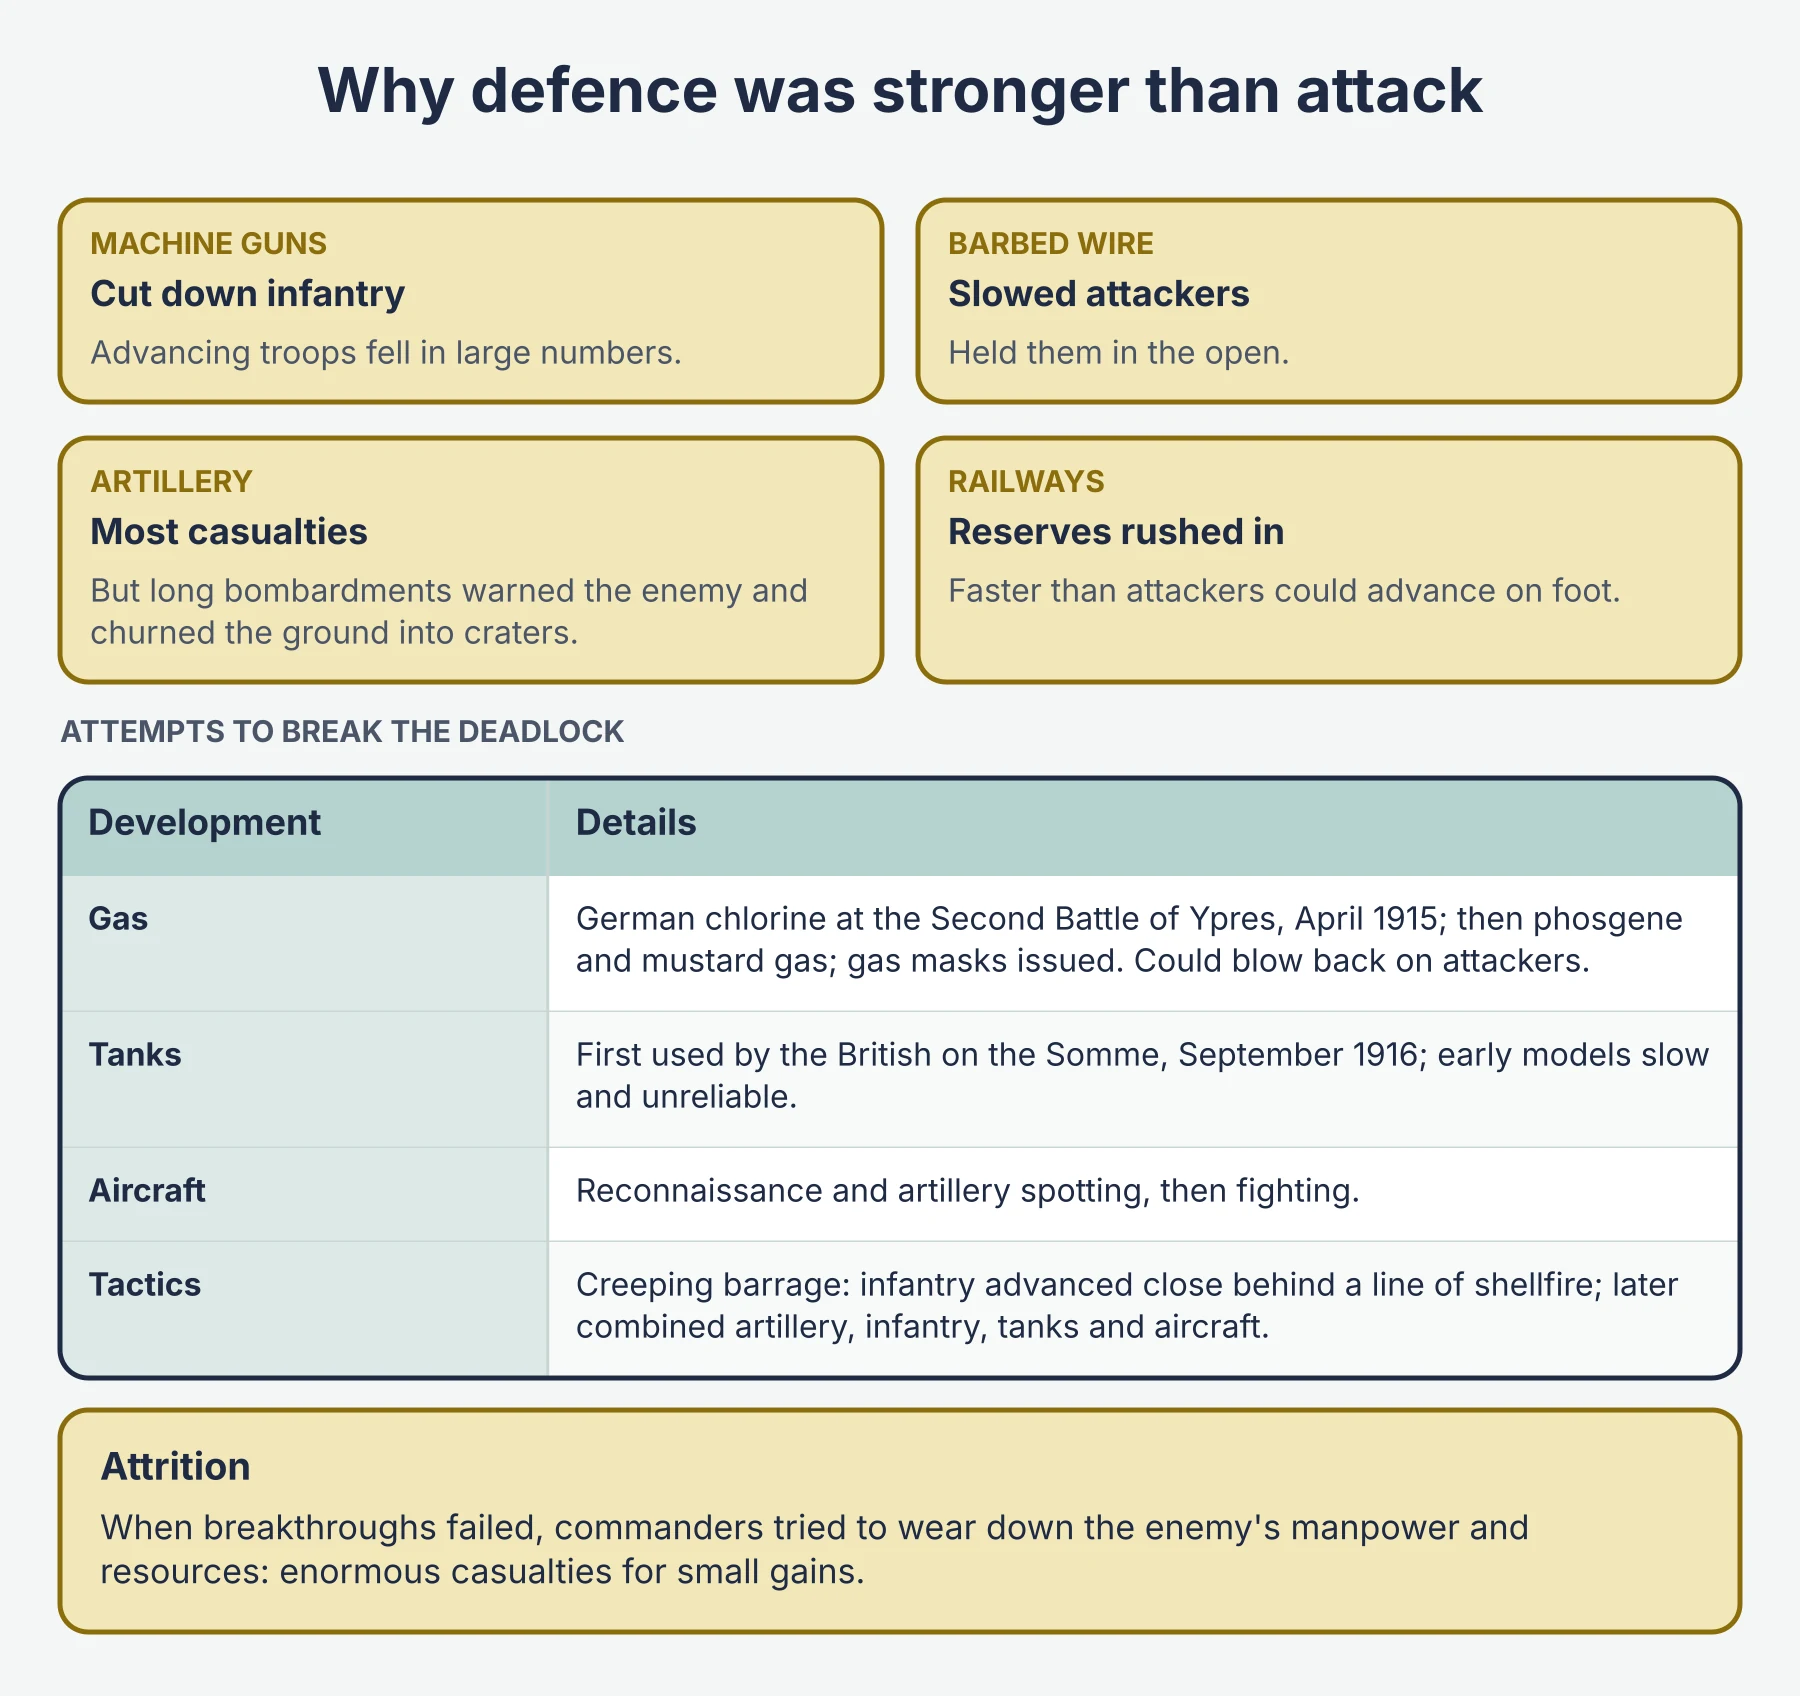 Why defence was stronger than attack
MACHINE GUNS
Cut down infantry
Advancing troops fell in large numbers.
BARBED WIRE
Slowed attackers
Held them in the open.
ARTILLERY
Most casualties
But long bombardments warned the enemy and
churned the ground into craters.
RAILWAYS
Reserves rushed in
Faster than attackers could advance on foot.
ATTEMPTS TO BREAK THE DEADLOCK
Development
Details
Gas
German chlorine at the Second Battle of Ypres, April 1915; then phosgene
and mustard gas; gas masks issued. Could blow back on attackers.
Tanks
First used by the British on the Somme, September 1916; early models slow
and unreliable.
Aircraft
Reconnaissance and artillery spotting, then fighting.
Tactics
Creeping barrage: infantry advanced close behind a line of shellfire; later
combined artillery, infantry, tanks and aircraft.
Attrition
When breakthroughs failed, commanders tried to wear down the enemy's manpower and
resources: enormous casualties for small gains.